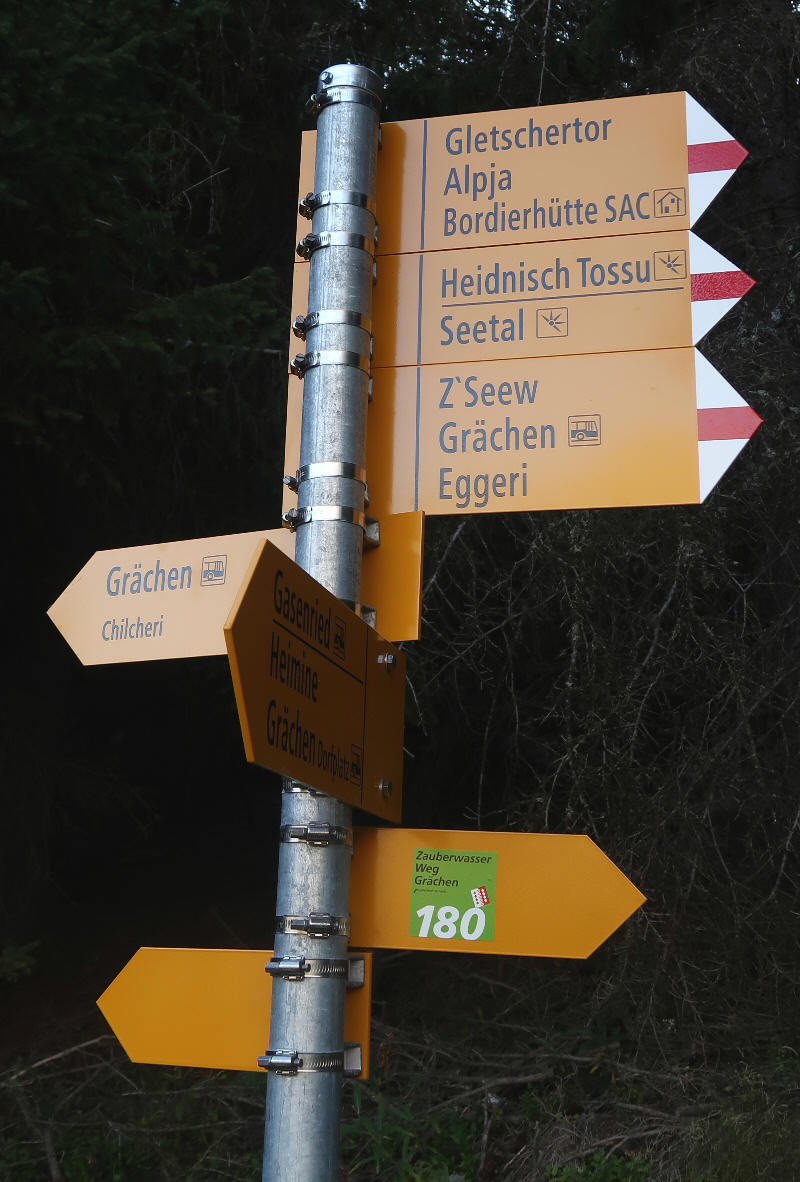 Gletschertor
Alpja
Bordierhütte SAC
Heidnisch Tossu
Seetal
Z`Seew
Grächen
Eggeri
Grächen
Chilcheri
Gasenried
Heimine
Grächen Dorfplatz
Zauberwasser
Weg
Grächen
180